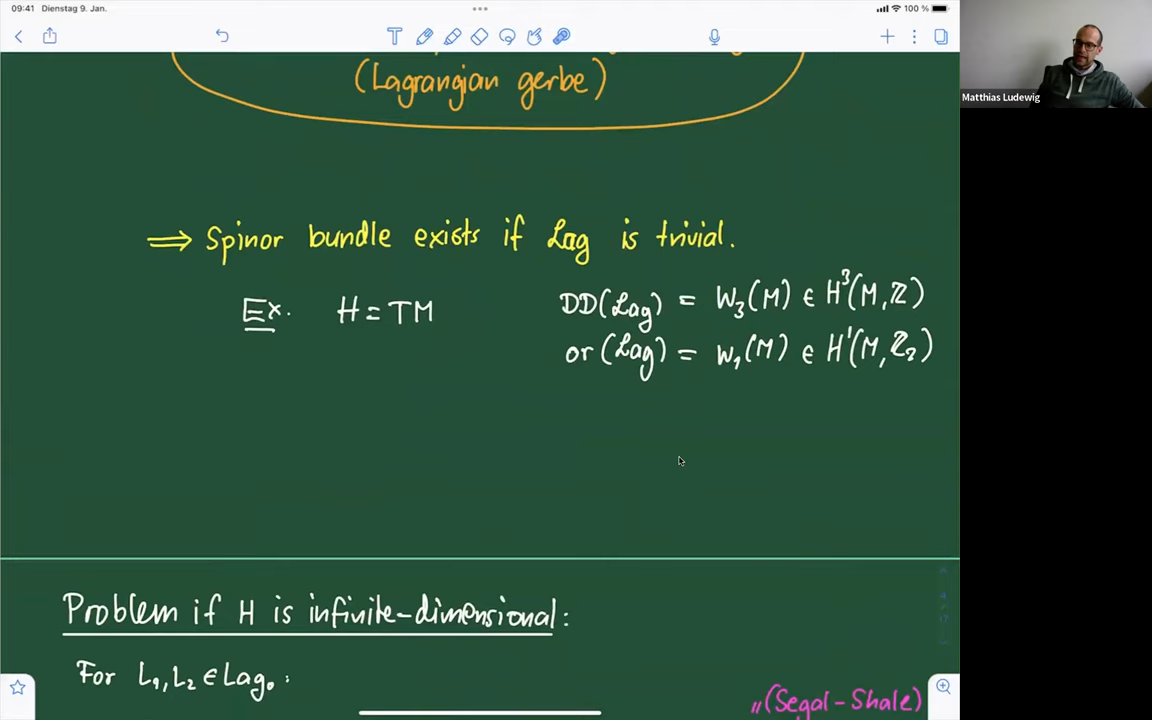 09:41 Dienstag 9. Jan.
100 %
Matthias Ludewig
(Lagrangian gerbe)
⟹ Spinor bundle exists if Lag is trivial.
Ex. H = TM
DD(Lag) = W₃(M) ∈ H³(M, ℤ)
or (Lag) = w₁(M) ∈ H¹(M, ℤ₂)
Problem if H is infinite-dimensional:
For L₁, L₂ ∈ Lag₀:
"(Segal-Shale)